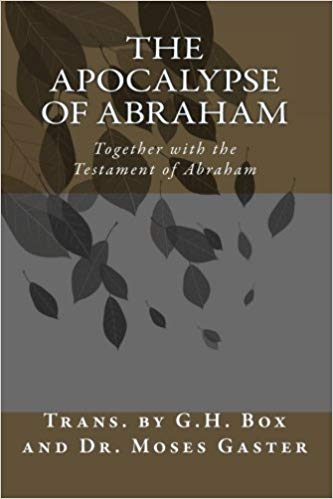 THE
APOCALYPSE
OF ABRAHAM
Together with the
Testament of Abraham
Trans. by G.H. Box
and Dr. Moses Gaster